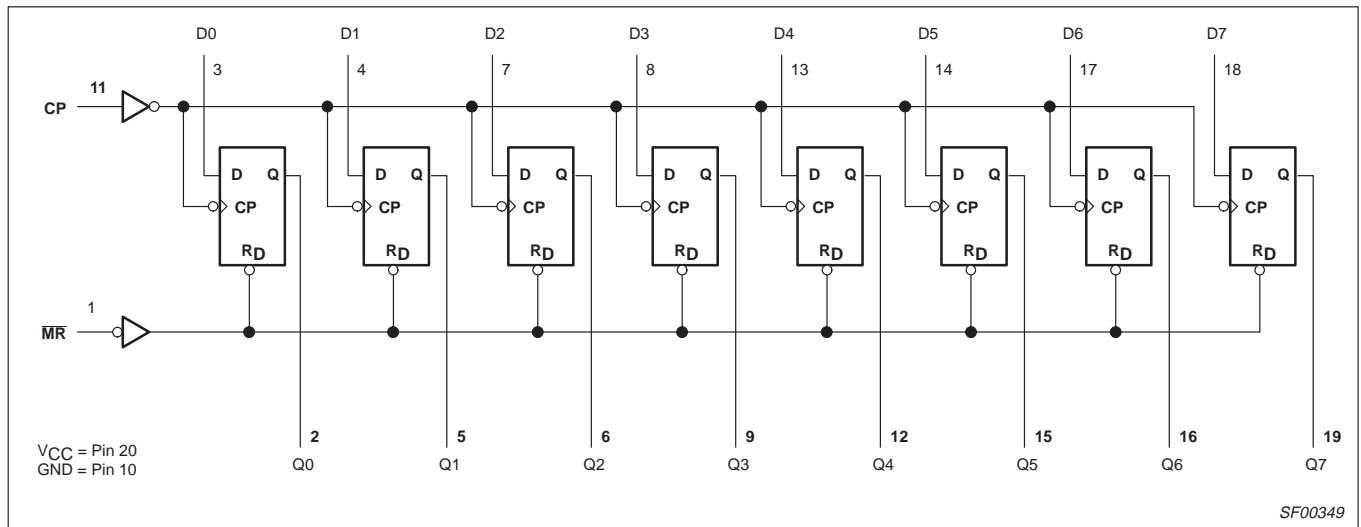 D0 D1 D2 D3 D4 D5 D6 D7
3 4 7 8 13 14 17 18
11
CP
D Q D Q D Q D Q D Q D Q D Q D Q
CP CP CP CP CP CP CP CP
RD RD RD RD RD RD RD RD
1
MR
2 5 6 9 12 15 16 19
VCC = Pin 20
Q0 Q1 Q2 Q3 Q4 Q5 Q6 Q7
GND = Pin 10
SF00349